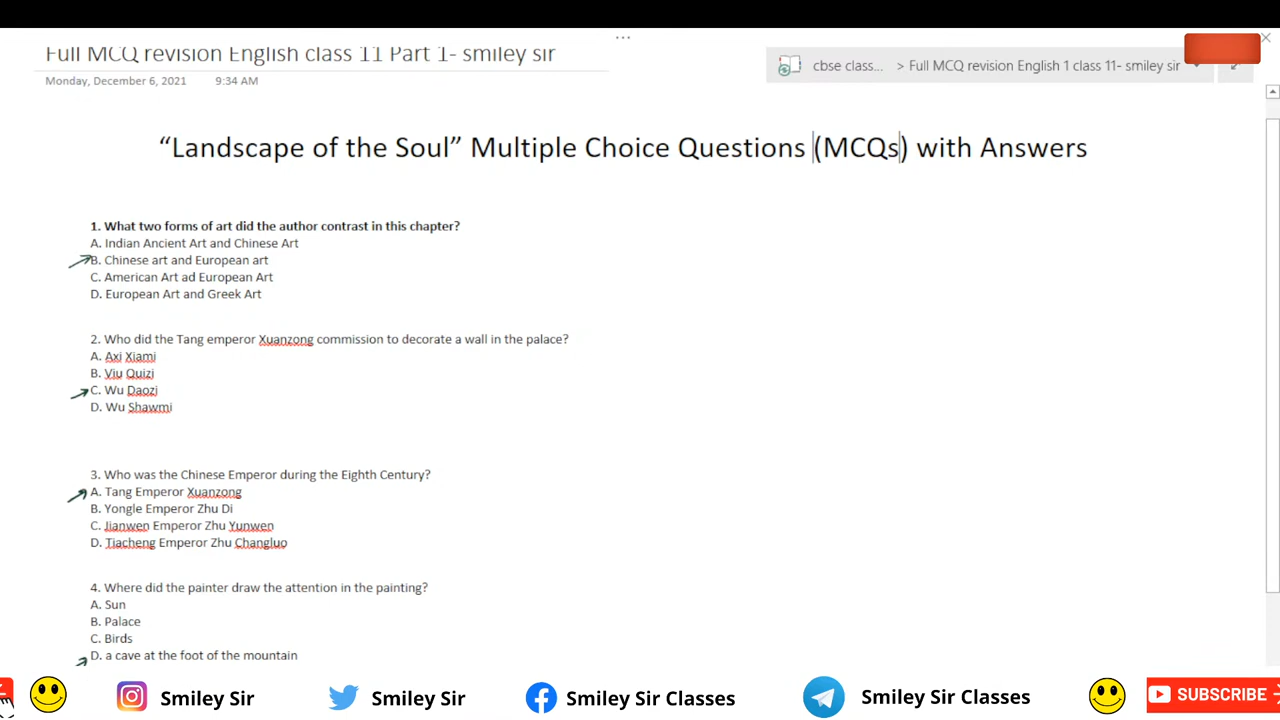 Full MCQ revision English class 11 Part 1- smiley sir
Monday, December 6, 2021 9:34 AM
cbse class... > Full MCQ revision English 1 class 11- smiley sir
“Landscape of the Soul” Multiple Choice Questions (MCQs) with Answers
1. What two forms of art did the author contrast in this chapter?
A. Indian Ancient Art and Chinese Art
B. Chinese art and European art
C. American Art ad European Art
D. European Art and Greek Art
2. Who did the Tang emperor Xuanzong commission to decorate a wall in the palace?
A. Axi Xiami
B. Viu Quizi
C. Wu Daozi
D. Wu Shawmi
3. Who was the Chinese Emperor during the Eighth Century?
A. Tang Emperor Xuanzong
B. Yongle Emperor Zhu Di
C. Jianwen Emperor Zhu Yunwen
D. Tiacheng Emperor Zhu Changluo
4. Where did the painter draw the attention in the painting?
A. Sun
B. Palace
C. Birds
D. a cave at the foot of the mountain
Smiley Sir Smiley Sir Smiley Sir Classes Smiley Sir Classes SUBSCRIBE